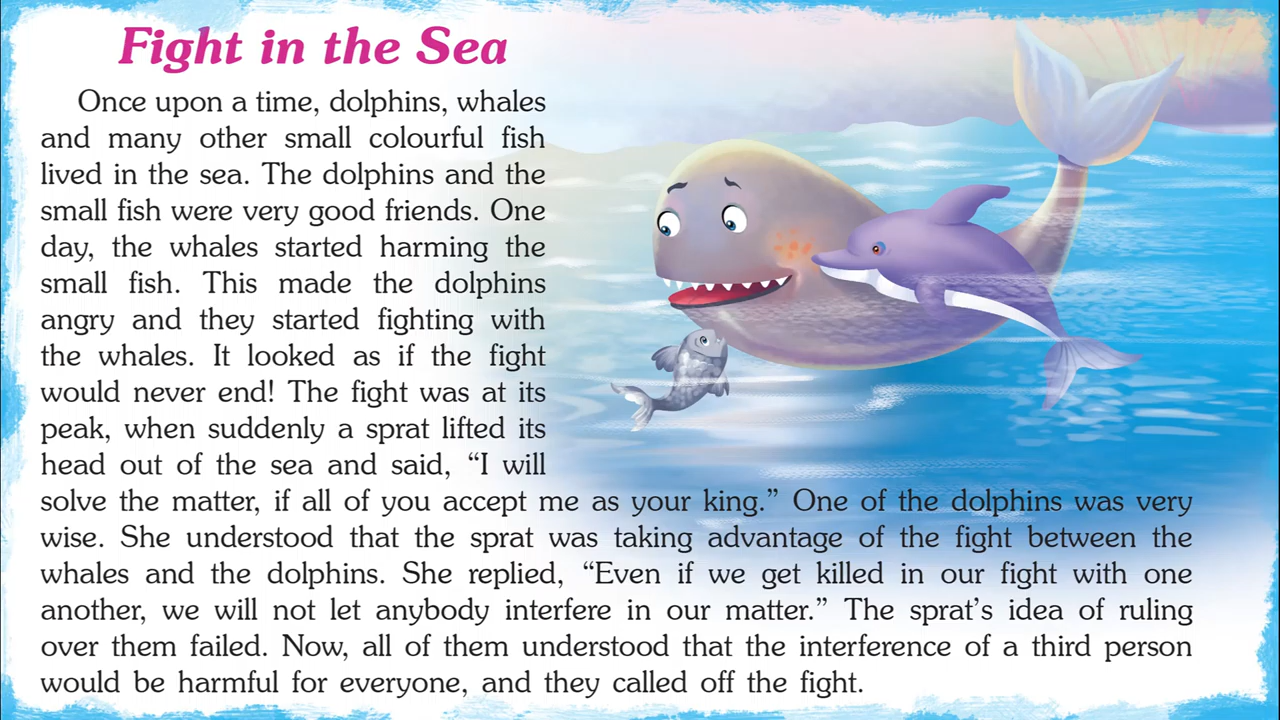 Fight in the Sea
Once upon a time, dolphins, whales
and many other small colourful fish
lived in the sea. The dolphins and the
small fish were very good friends. One
day, the whales started harming the
small fish. This made the dolphins
angry and they started fighting with
the whales. It looked as if the fight
would never end! The fight was at its
peak, when suddenly a sprat lifted its
head out of the sea and said, “I will
solve the matter, if all of you accept me as your king.” One of the dolphins was very
wise. She understood that the sprat was taking advantage of the fight between the
whales and the dolphins. She replied, “Even if we get killed in our fight with one
another, we will not let anybody interfere in our matter.” The sprat’s idea of ruling
over them failed. Now, all of them understood that the interference of a third person
would be harmful for everyone, and they called off the fight.